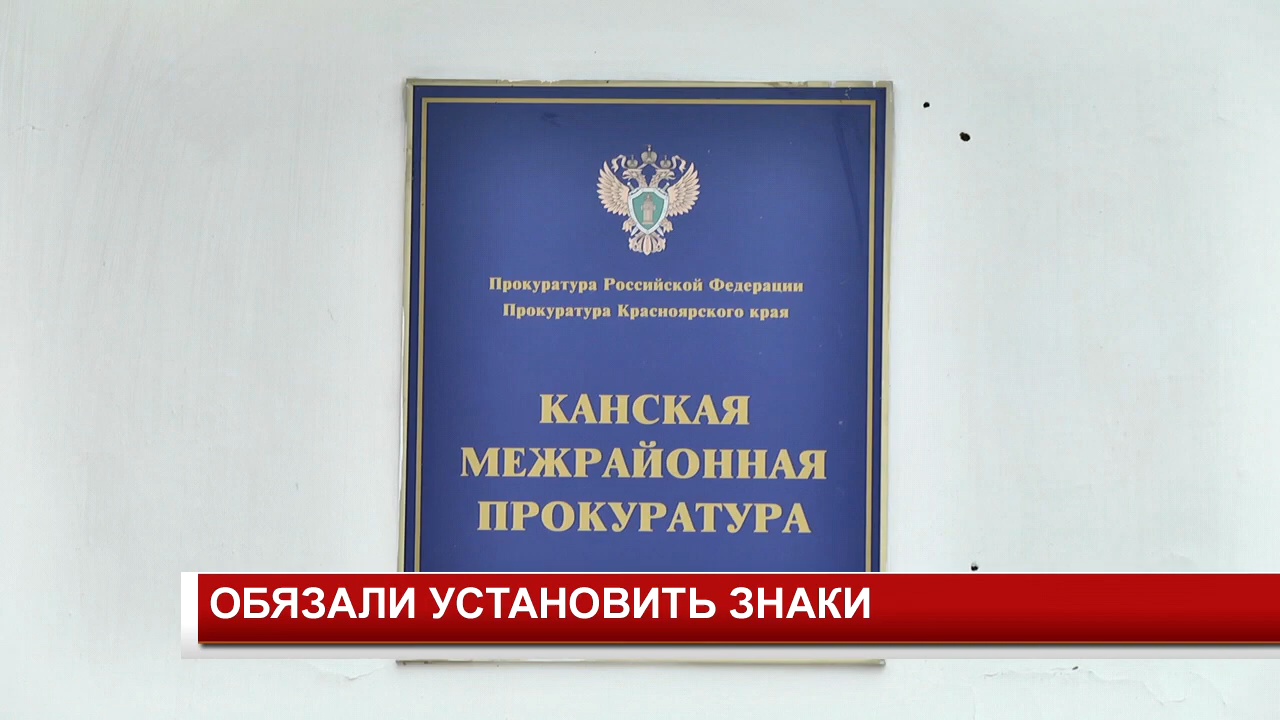 Прокуратура Российской Федерации
Прокуратура Красноярского края
КАНСКАЯ
МЕЖРАЙОННАЯ
ПРОКУРАТУРА
ОБЯЗАЛИ УСТАНОВИТЬ ЗНАКИ